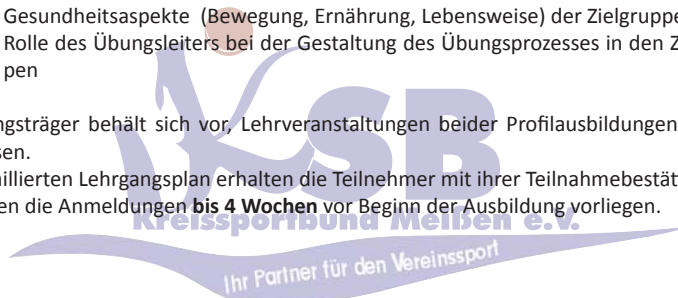 Gesundheitsaspekte (Bewegung, Ernährung, Lebensweise) der Zielgruppe
Rolle des Übungsleiters bei der Gestaltung des Übungsprozesses in den Z
pen
ngsträger behält sich vor, Lehrveranstaltungen beider Profilausbildungen
sen.
aillierten Lehrgangsplan erhalten die Teilnehmer mit ihrer Teilnahmebestät
en die Anmeldungen bis 4 Wochen vor Beginn der Ausbildung vorliegen.
KSB
Kreissportbund Meißen e.V.
Ihr Partner für den Vereinssport